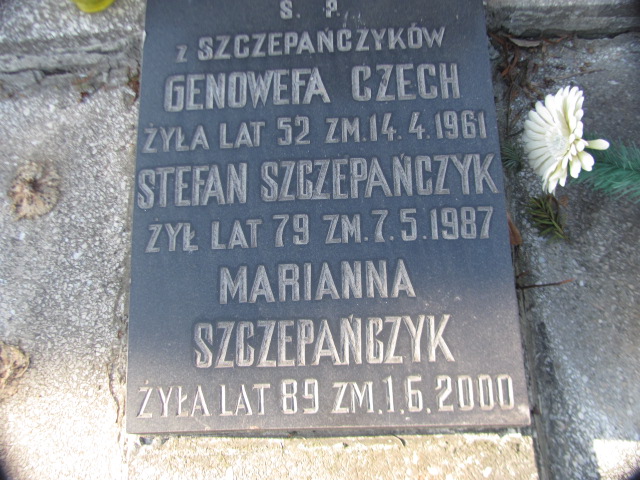 Ś. P.
z SZCZEPAŃCZYKÓW
GENOWEFA CZECH
ŻYŁA LAT 52 ZM. 14. 4. 1961
STEFAN SZCZEPAŃCZYK
ŻYŁ LAT 79 ZM. 7. 5. 1987
MARIANNA
SZCZEPAŃCZYK
ŻYŁA LAT 89 ZM. 1.6.2000